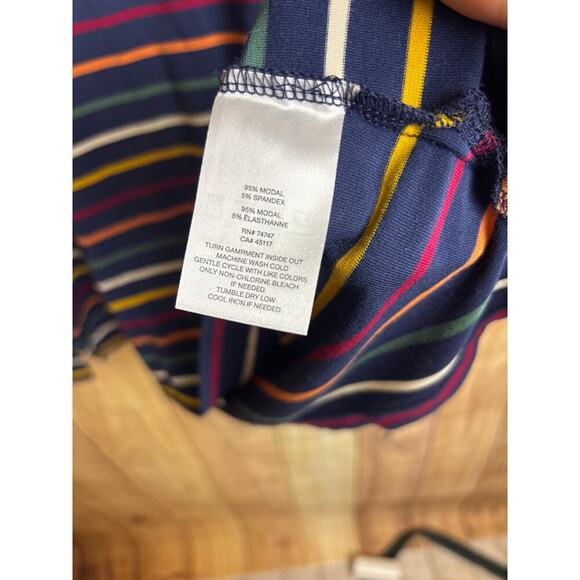 95% MODAL
5% SPANDEX
95% MODAL
5% ÉLASTHANNE
RN# 74747
CA# 45117
TURN GAMRMENT INSIDE OUT
MACHINE WASH COLD
GENTLE CYCLE WITH LIKE COLORS
ONLY NON-CHLORINE BLEACH
IF NEEDED
TUMBLE DRY LOW
COOL IRON IF NEEDED